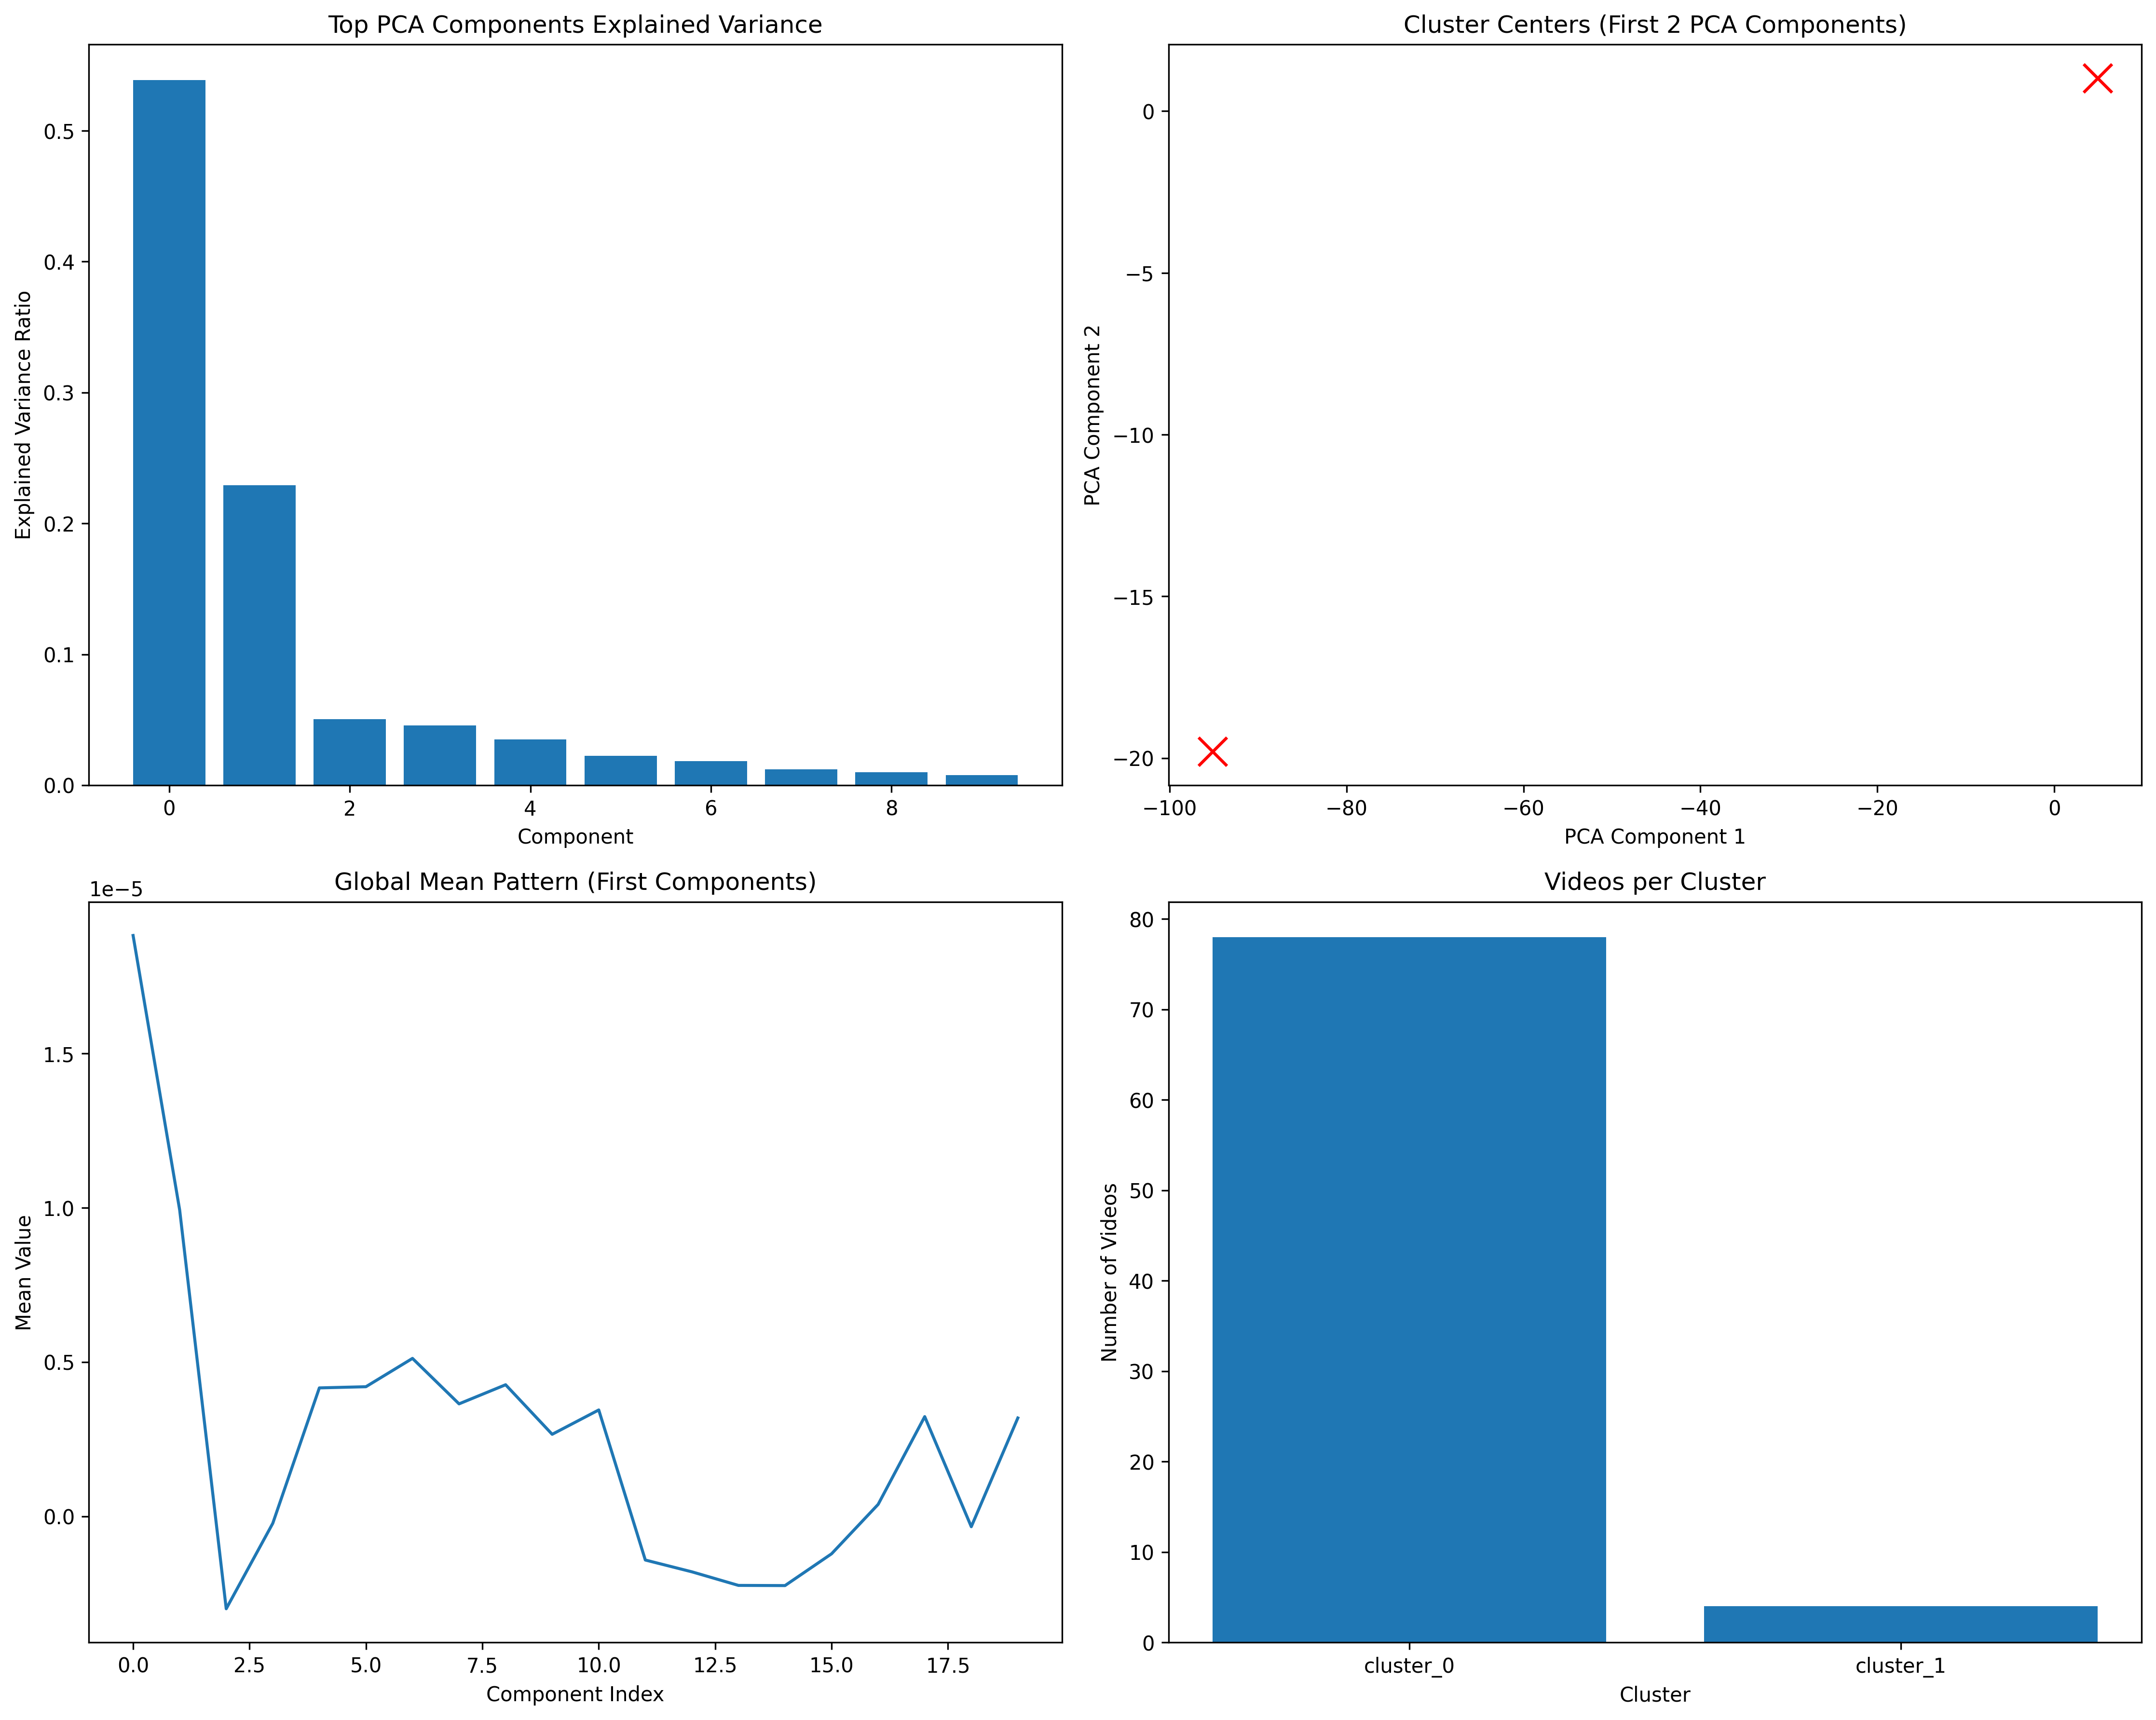 Top PCA Components Explained Variance
0.5
0.4
0.3
0.2
0.1
0.0
Explained Variance Ratio
0 2 4 6 8
Component
Cluster Centers (First 2 PCA Components)
0
−5
−10
−15
−20
PCA Component 2
−100 −80 −60 −40 −20 0
PCA Component 1
Global Mean Pattern (First Components)
1e−5
1.5
1.0
0.5
0.0
Mean Value
0.0 2.5 5.0 7.5 10.0 12.5 15.0 17.5
Component Index
Videos per Cluster
80
70
60
50
40
30
20
10
0
Number of Videos
cluster_0 cluster_1
Cluster